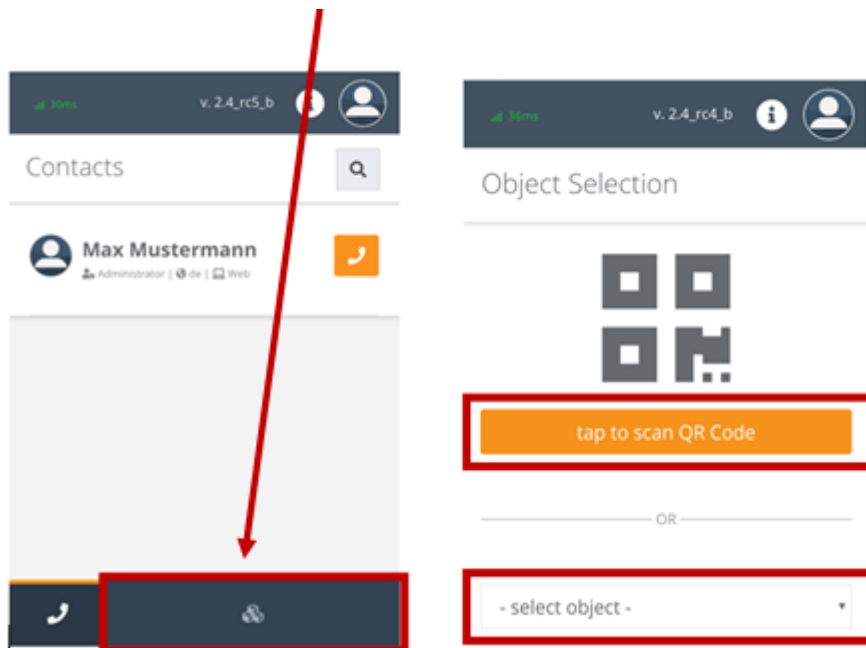 30ms
v. 2.4_rc5_b
Contacts
Max Mustermann
Administrator | de | Web
36ms
v. 2.4_rc4_b
Object Selection
tap to scan QR Code
OR
- select object -